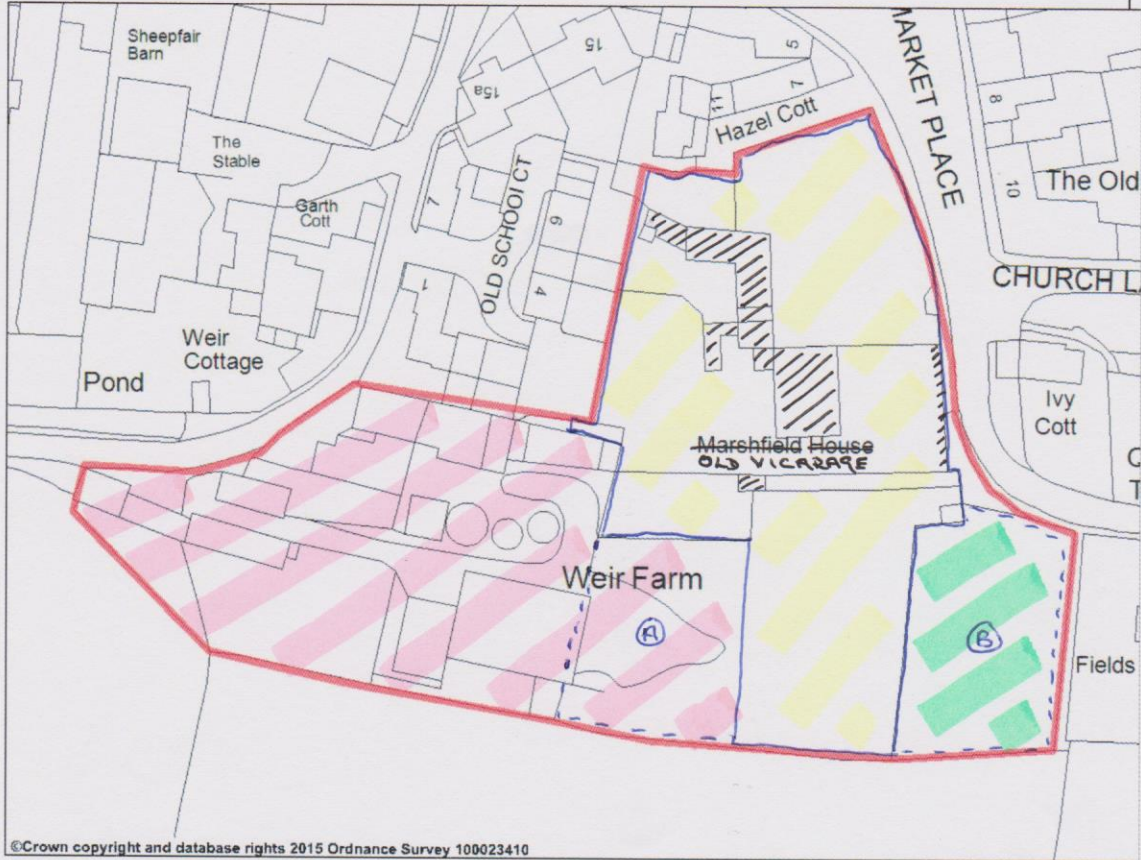 Sheepfair
Barn
The
Stable
Garth
Cott
Weir
Cottage
Pond
15a
15
5
7
11
Hazel Cott
MARKET PLACE
8
10
The Old
CHURCH L
7
OLD SCHOOL CT
6
4
1
Ivy
Cott
Marshfield House
OLD VICARAGE
Weir Farm
A
B
Fields
©Crown copyright and database rights 2015 Ordnance Survey 100023410